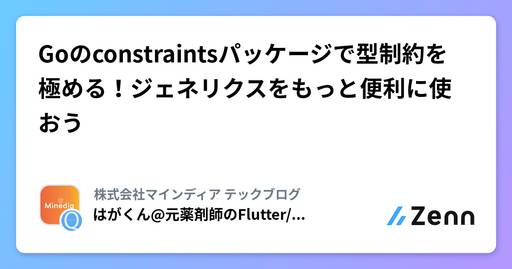 Goのconstraintsパッケージで型制約を
極める！ジェネリクスをもっと便利に使
おう
株式会社マインディア テックブログ
Minedia
はがくん@元薬剤師のFlutter/...
Zenn